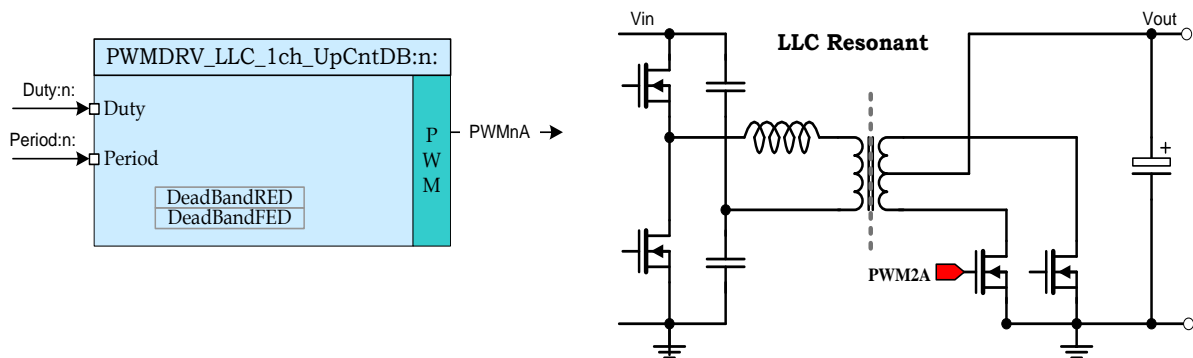 PWMDRV_LLC_1ch_UpCntDB:n:
Duty:n:
Duty
Period:n:
Period
DeadBandRED
DeadBandFED
P
W
M
PWMnA
Vin
Vout
LLC Resonant
+
PWM2A